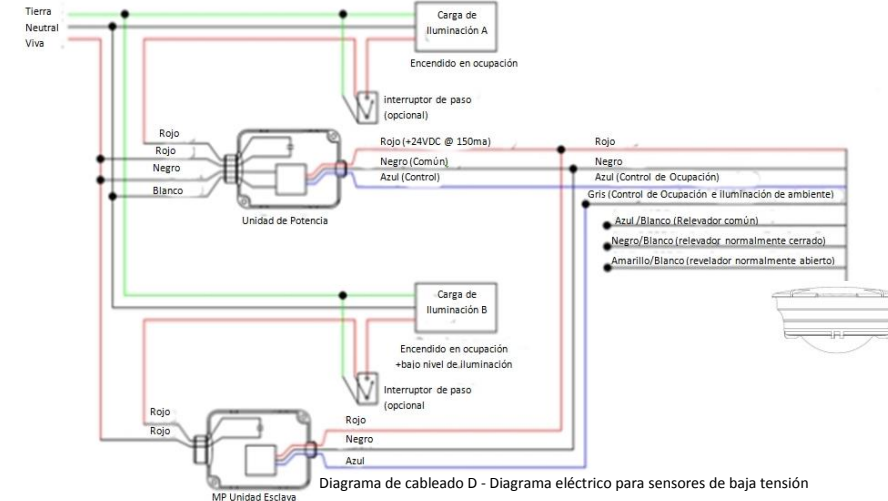 Tierra
Neutral
Viva
Carga de
Iluminación A
Encendido en ocupación
interruptor de paso
(opcional)
Rojo
Rojo
Negro
Blanco
Unidad de Potencia
Rojo (+24VDC @ 150ma)
Negro (Común)
Azul (Control)
Rojo
Negro
Azul (Control de Ocupación)
Gris (Control de Ocupación e iluminación de ambiente)
Azul /Blanco (Relevador común)
Negro/Blanco (relevador normalmente cerrado)
Amarillo/Blanco (revelador normalmente abierto)
Carga de
Iluminación B
Encendido en ocupación
+bajo nivel de iluminación
Interruptor de paso
(opcional
Rojo
Rojo
Rojo
Negro
Azul
MP Unidad Esclava
Diagrama de cableado D - Diagrama eléctrico para sensores de baja tensión